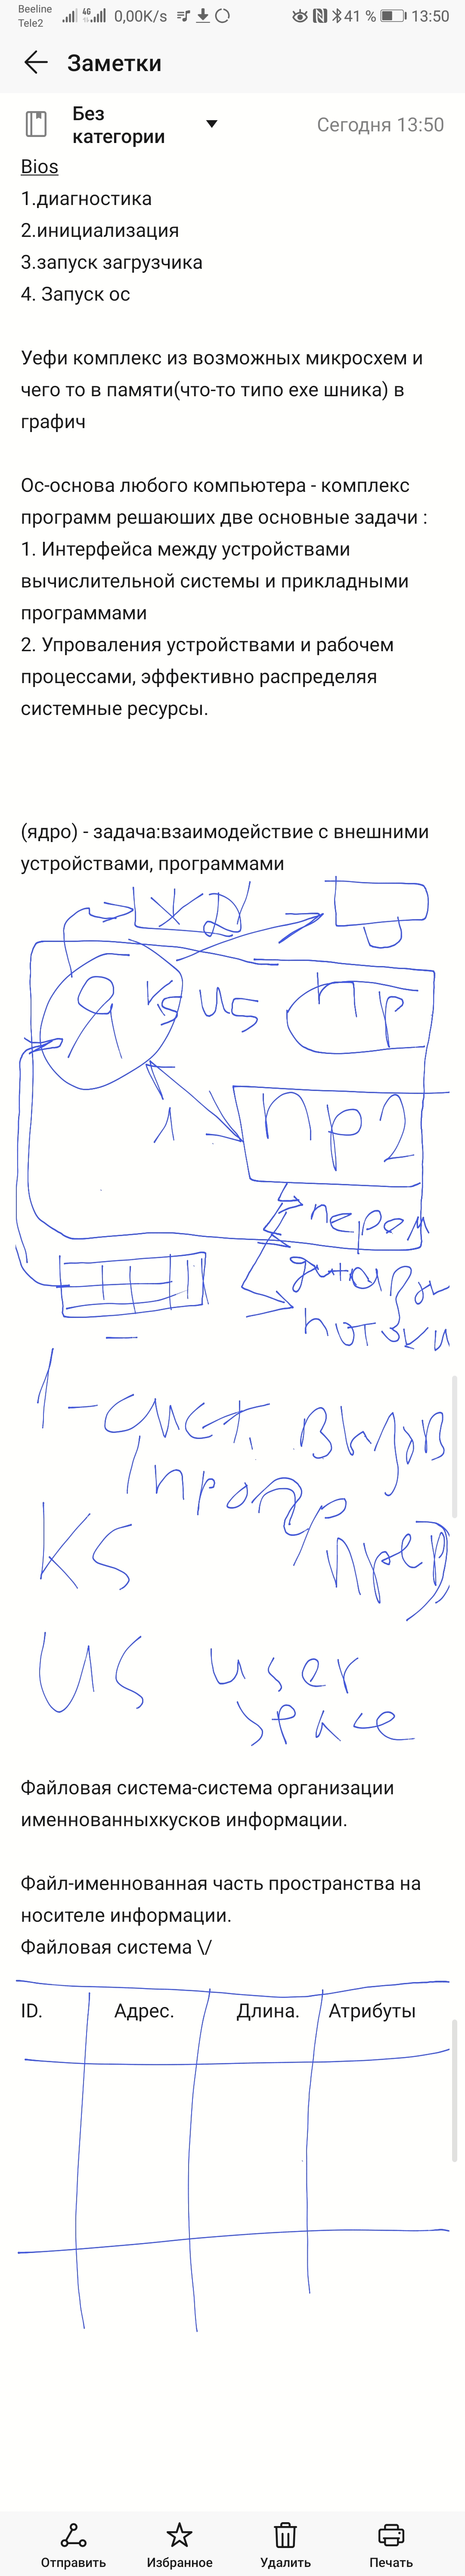 Beeline
Tele2
4G
0,00K/s
41 %
13:50
Заметки
Без
категории
Сегодня 13:50
Bios
1.диагностика
2.инициализация
3.запуск загрузчика
4. Запуск ос
Уефи комплекс из возможных микросхем и
чего то в памяти(что-то типо exe шника) в
графич
Ос-основа любого компьютера - комплекс
программ решаюших две основные задачи :
1. Интерфейса между устройствами
вычислительной системы и прикладными
программами
2. Упроваления устройствами и рабочем
процессами, эффективно распределяя
системные ресурсы.
(ядро) - задача:взаимодействие с внешними
устройствами, программами
ЖД
Я KS US Пр
1 Пр2
перем
потоки
1-сист. вызов
KS
US user
space
Файловая система-система организации
именнованныхкусков информации.
Файл-именнованная часть пространства на
носителе информации.
Файловая система \/
ID. Адрес. Длина. Атрибуты
Отправить Избранное Удалить Печать